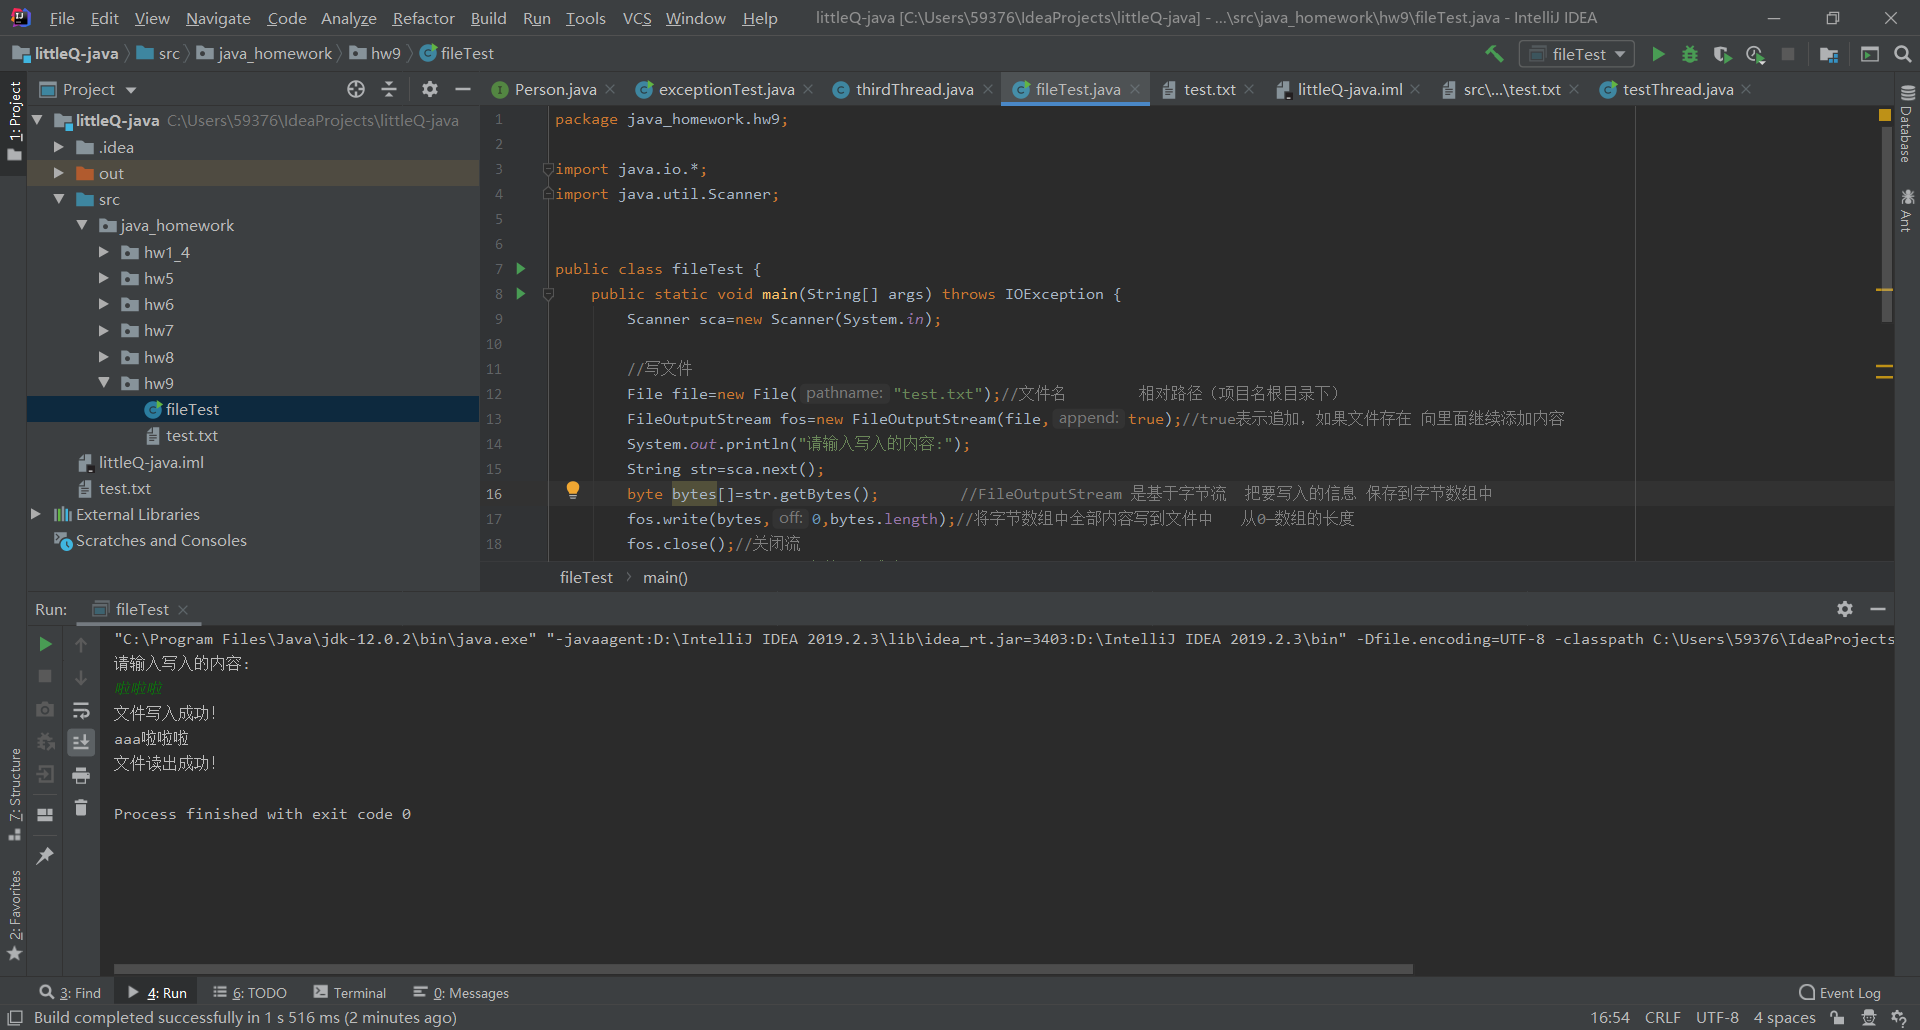 File Edit View Navigate Code Analyze Refactor Build Run Tools VCS Window Help littleQ-java [C:\Users\59376\IdeaProjects\littleQ-java] - ...\src\java_homework\hw9\fileTest.java - IntelliJ IDEA
littleQ-java src java_homework hw9 fileTest
fileTest
1: Project
Project
Person.java exceptionTest.java thirdThread.java fileTest.java test.txt littleQ-java.iml src\...\test.txt testThread.java
littleQ-java C:\Users\59376\IdeaProjects\littleQ-java
.idea
out
src
java_homework
hw1_4
hw5
hw6
hw7
hw8
hw9
fileTest
test.txt
littleQ-java.iml
test.txt
External Libraries
Scratches and Consoles
1 package java_homework.hw9;
2
3 import java.io.*;
4 import java.util.Scanner;
5
6
7 public class fileTest {
8 public static void main(String[] args) throws IOException {
9 Scanner sca=new Scanner(System.in);
10
11 //写文件
12 File file=new File( pathname: "test.txt");//文件名 相对路径（项目名根目录下）
13 FileOutputStream fos=new FileOutputStream(file, append: true);//true表示追加，如果文件存在 向里面继续添加内容
14 System.out.println("请输入写入的内容:");
15 String str=sca.next();
16 byte bytes[]=str.getBytes(); //FileOutputStream 是基于字节流 把要写入的信息 保存到字节数组中
17 fos.write(bytes, off: 0,bytes.length);//将字节数组中全部内容写到文件中 从0—数组的长度
18 fos.close();//关闭流
fileTest main()
Database
Ant
Run: fileTest
"C:\Program Files\Java\jdk-12.0.2\bin\java.exe" "-javaagent:D:\IntelliJ IDEA 2019.2.3\lib\idea_rt.jar=3403:D:\IntelliJ IDEA 2019.2.3\bin" -Dfile.encoding=UTF-8 -classpath C:\Users\59376\IdeaProjects
请输入写入的内容:
啦啦啦
文件写入成功!
aaa啦啦啦
文件读出成功!
Process finished with exit code 0
7: Structure
2: Favorites
3: Find 4: Run 6: TODO Terminal 0: Messages Event Log
Build completed successfully in 1 s 516 ms (2 minutes ago) 16:54 CRLF UTF-8 4 spaces